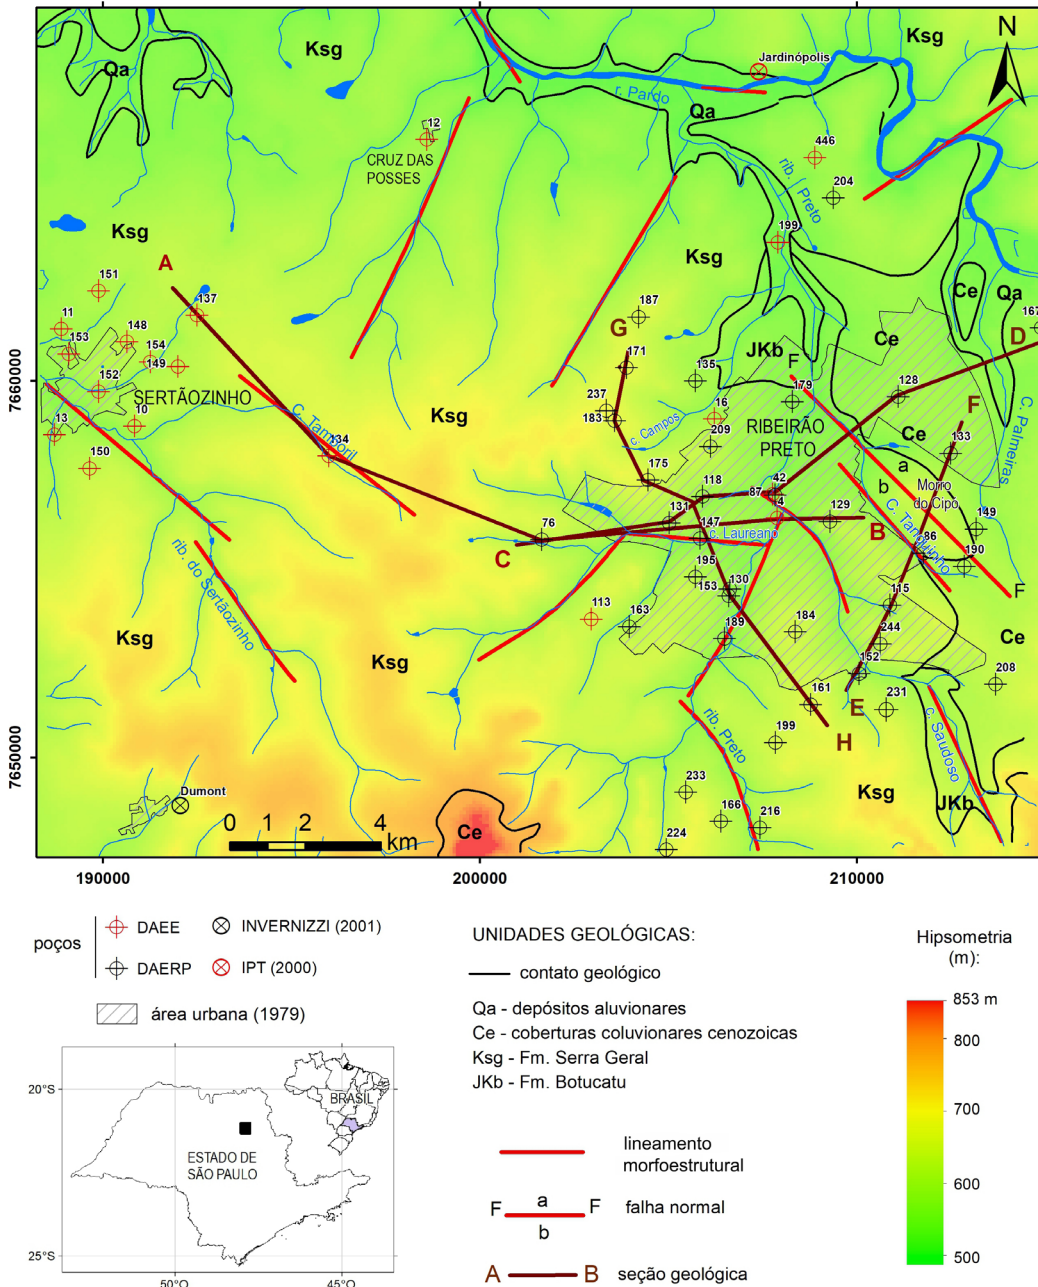 Ksg
Ksg
N
Qa
Jardinópolis
r. Pardo
Qa
12
CRUZ DAS
POSSES
446
204
rib. Preto
199
Ksg
Ksg
A
151
137
Ce
Qa
167
11
148
153
154
149
187
G
171
JKb
F
Ce
D
7660000
152
SERTÃOZINHO
135
179
128
F
10
13
150
C. Tamboril
134
Ksg
237
183
c. Campos
16
209
RIBEIRÃO
PRETO
Ce
133
C. Palmeiras
a
b
175
118
87
42
4
Morro
do Cipo
131
129
149
76
147
c. Laureano
B
C. Tanquinho
86
190
C
195
153
130
F
rib. do Sertãozinho
113
163
115
184
244
189
Ksg
Ksg
Ce
152
208
161
E
231
rib. Preto
199
H
c. Saudoso
7650000
Dumont
233
Ksg
JKb
0 1 2 4
km
Ce
166
216
224
190000 200000 210000
poços
DAEE
INVERNIZZI (2001)
DAERP
IPT (2000)
área urbana (1979)
UNIDADES GEOLÓGICAS:
contato geológico
Qa - depósitos aluvionares
Ce - coberturas coluvionares cenozoicas
Ksg - Fm. Serra Geral
JKb - Fm. Botucatu
lineamento
morfoestrutural
F a F
b
falha normal
A B seção geológica
Hipsometria
(m):
853 m
800
700
600
500
20°S
BRASIL
ESTADO DE
SÃO PAULO
25°S
50°O 45°O